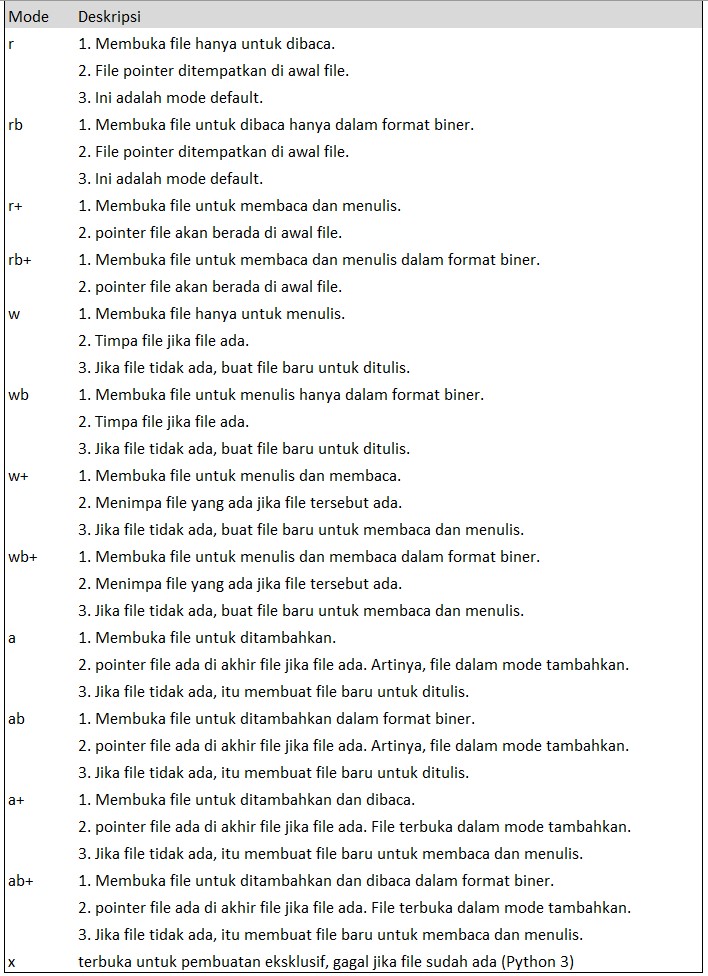 Mode Deskripsi
r 1. Membuka file hanya untuk dibaca.
2. File pointer ditempatkan di awal file.
3. Ini adalah mode default.
rb 1. Membuka file untuk dibaca hanya dalam format biner.
2. File pointer ditempatkan di awal file.
3. Ini adalah mode default.
r+ 1. Membuka file untuk membaca dan menulis.
2. pointer file akan berada di awal file.
rb+ 1. Membuka file untuk membaca dan menulis dalam format biner.
2. pointer file akan berada di awal file.
w 1. Membuka file hanya untuk menulis.
2. Timpa file jika file ada.
3. Jika file tidak ada, buat file baru untuk ditulis.
wb 1. Membuka file untuk menulis hanya dalam format biner.
2. Timpa file jika file ada.
3. Jika file tidak ada, buat file baru untuk ditulis.
w+ 1. Membuka file untuk menulis dan membaca.
2. Menimpa file yang ada jika file tersebut ada.
3. Jika file tidak ada, buat file baru untuk membaca dan menulis.
wb+ 1. Membuka file untuk menulis dan membaca dalam format biner.
2. Menimpa file yang ada jika file tersebut ada.
3. Jika file tidak ada, buat file baru untuk membaca dan menulis.
a 1. Membuka file untuk ditambahkan.
2. pointer file ada di akhir file jika file ada. Artinya, file dalam mode tambahkan.
3. Jika file tidak ada, itu membuat file baru untuk ditulis.
ab 1. Membuka file untuk ditambahkan dalam format biner.
2. pointer file ada di akhir file jika file ada. Artinya, file dalam mode tambahkan.
3. Jika file tidak ada, itu membuat file baru untuk ditulis.
a+ 1. Membuka file untuk ditambahkan dan dibaca.
2. pointer file ada di akhir file jika file ada. File terbuka dalam mode tambahkan.
3. Jika file tidak ada, itu membuat file baru untuk membaca dan menulis.
ab+ 1. Membuka file untuk ditambahkan dan dibaca dalam format biner.
2. pointer file ada di akhir file jika file ada. File terbuka dalam mode tambahkan.
3. Jika file tidak ada, itu membuat file baru untuk membaca dan menulis.
x terbuka untuk pembuatan eksklusif, gagal jika file sudah ada (Python 3)